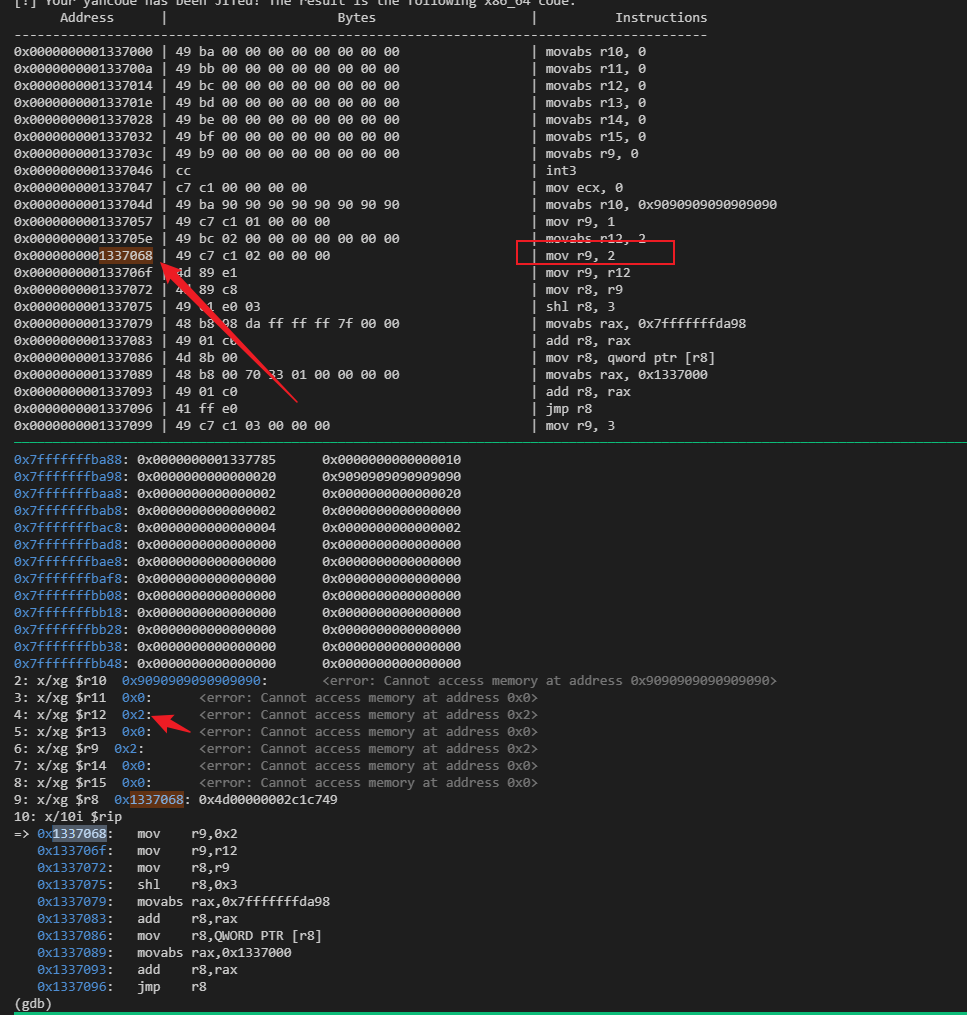 [!] Your yancode has been JITed! The result is the following x86_64 code:
Address | Bytes | Instructions
------------------------------------------------------------------------------------------
0x0000000001337000 | 49 ba 00 00 00 00 00 00 00 00 | movabs r10, 0
0x000000000133700a | 49 bb 00 00 00 00 00 00 00 00 | movabs r11, 0
0x0000000001337014 | 49 bc 00 00 00 00 00 00 00 00 | movabs r12, 0
0x000000000133701e | 49 bd 00 00 00 00 00 00 00 00 | movabs r13, 0
0x0000000001337028 | 49 be 00 00 00 00 00 00 00 00 | movabs r14, 0
0x0000000001337032 | 49 bf 00 00 00 00 00 00 00 00 | movabs r15, 0
0x000000000133703c | 49 b9 00 00 00 00 00 00 00 00 | movabs r9, 0
0x0000000001337046 | cc | int3
0x0000000001337047 | c7 c1 00 00 00 00 | mov ecx, 0
0x000000000133704d | 49 ba 90 90 90 90 90 90 90 90 | movabs r10, 0x9090909090909090
0x0000000001337057 | 49 c7 c1 01 00 00 00 | mov r9, 1
0x000000000133705e | 49 bc 02 00 00 00 00 00 00 00 | movabs r12, 2
0x0000000001337068 | 49 c7 c1 02 00 00 00 | mov r9, 2
0x000000000133706f | 4d 89 e1 | mov r9, r12
0x0000000001337072 | 89 c8 | mov r8, r9
0x0000000001337075 | 49 e0 03 | shl r8, 3
0x0000000001337079 | 48 b8 98 da ff ff ff 7f 00 00 | movabs rax, 0x7fffffffda98
0x0000000001337083 | 49 01 c0 | add r8, rax
0x0000000001337086 | 4d 8b 00 | mov r8, qword ptr [r8]
0x0000000001337089 | 48 b8 00 70 33 01 00 00 00 00 | movabs rax, 0x1337000
0x0000000001337093 | 49 01 c0 | add r8, rax
0x0000000001337096 | 41 ff e0 | jmp r8
0x0000000001337099 | 49 c7 c1 03 00 00 00 | mov r9, 3
0x7fffffffba88: 0x0000000001337785 0x0000000000000010
0x7fffffffba98: 0x0000000000000020 0x9090909090909090
0x7fffffffbaa8: 0x0000000000000002 0x0000000000000020
0x7fffffffbab8: 0x0000000000000002 0x0000000000000000
0x7fffffffbac8: 0x0000000000000004 0x0000000000000002
0x7fffffffbad8: 0x0000000000000000 0x0000000000000000
0x7fffffffbae8: 0x0000000000000000 0x0000000000000000
0x7fffffffbaf8: 0x0000000000000000 0x0000000000000000
0x7fffffffbb08: 0x0000000000000000 0x0000000000000000
0x7fffffffbb18: 0x0000000000000000 0x0000000000000000
0x7fffffffbb28: 0x0000000000000000 0x0000000000000000
0x7fffffffbb38: 0x0000000000000000 0x0000000000000000
0x7fffffffbb48: 0x0000000000000000 0x0000000000000000
2: x/xg $r10 0x9090909090909090: <error: Cannot access memory at address 0x9090909090909090>
3: x/xg $r11 0x0: <error: Cannot access memory at address 0x0>
4: x/xg $r12 0x2: <error: Cannot access memory at address 0x2>
5: x/xg $r13 0x0: <error: Cannot access memory at address 0x0>
6: x/xg $r9 0x2: <error: Cannot access memory at address 0x2>
7: x/xg $r14 0x0: <error: Cannot access memory at address 0x0>
8: x/xg $r15 0x0: <error: Cannot access memory at address 0x0>
9: x/xg $r8 0x1337068: 0x4d00000002c1c749
10: x/10i $rip
=> 0x1337068: mov r9,0x2
0x133706f: mov r9,r12
0x1337072: mov r8,r9
0x1337075: shl r8,0x3
0x1337079: movabs rax,0x7fffffffda98
0x1337083: add r8,rax
0x1337086: mov r8,QWORD PTR [r8]
0x1337089: movabs rax,0x1337000
0x1337093: add r8,rax
0x1337096: jmp r8
(gdb)